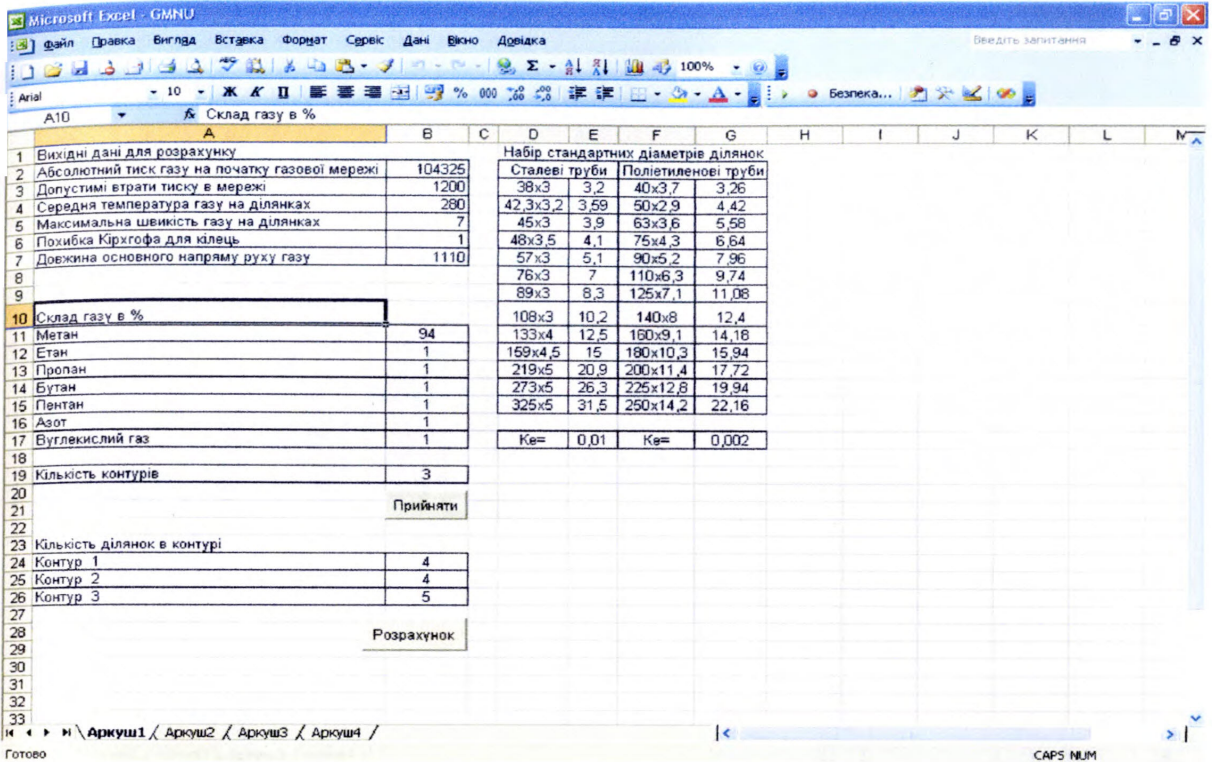 Microsoft Excel - GMNU
Файл Правка Вигляд Вставка Формат Сервіс Дані Вікно Довідка Введіть запитання
100%
Arial 10 Ж К П % 000 Безпека...
A10 fx Склад газу в %
A B C D E F G H I J K L M
1 Вихідні дані для розрахунку Набір стандартних діаметрів ділянок
2 Абсолютний тиск газу на початку газової мережі 104325 Сталеві труби Поліетиленові труби
3 Допустимі втрати тиску в мережі 1200 38x3 3,2 40x3,7 3,26
4 Середня температура газу на ділянках 280 42,3x3,2 3,59 50x2,9 4,42
5 Максимальна швикість газу на ділянках 7 45x3 3,9 63x3,6 5,58
6 Похибка Кірхгофа для кілець 1 48x3,5 4,1 75x4,3 6,64
7 Довжина основного напряму руху газу 1110 57x3 5,1 90x5,2 7,96
8 76x3 7 110x6,3 9,74
9 89x3 8,3 125x7,1 11,08
10 Склад газу в % 108x3 10,2 140x8 12,4
11 Метан 94 133x4 12,5 160x9,1 14,18
12 Етан 1 159x4,5 15 180x10,3 15,94
13 Пропан 1 219x5 20,9 200x11,4 17,72
14 Бутан 1 273x5 26,3 225x12,8 19,94
15 Пентан 1 325x5 31,5 250x14,2 22,16
16 Азот 1
17 Вуглекислий газ 1 Ke= 0,01 Ke= 0,002
18
19 Кількість контурів 3
20
21 Прийняти
22
23 Кількість ділянок в контурі
24 Контур 1 4
25 Контур 2 4
26 Контур 3 5
27
28 Розрахунок
29
30
31
32
33
Аркуш1 Аркуш2 Аркуш3 Аркуш4
Готово CAPS NUM